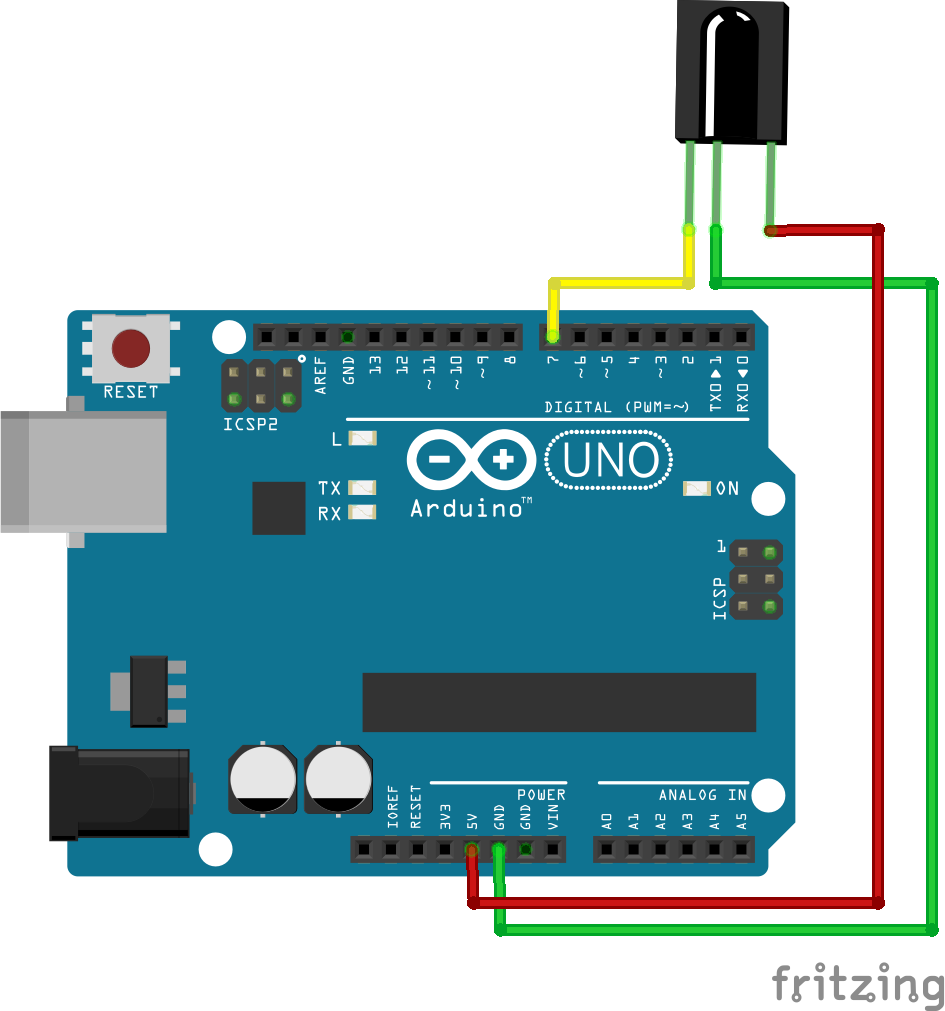 RESET
ICSP2
AREF
GND
13
12
~11
~10
~9
8
7
~6
~5
4
~3
2
TX0▶1
RX0◀0
DIGITAL (PWM=~)
L
TX
RX
UNO
Arduino™
ON
1
ICSP
POWER
ANALOG IN
IOREF
RESET
3V3
5V
GND
GND
VIN
A0
A1
A2
A3
A4
A5
fritzing